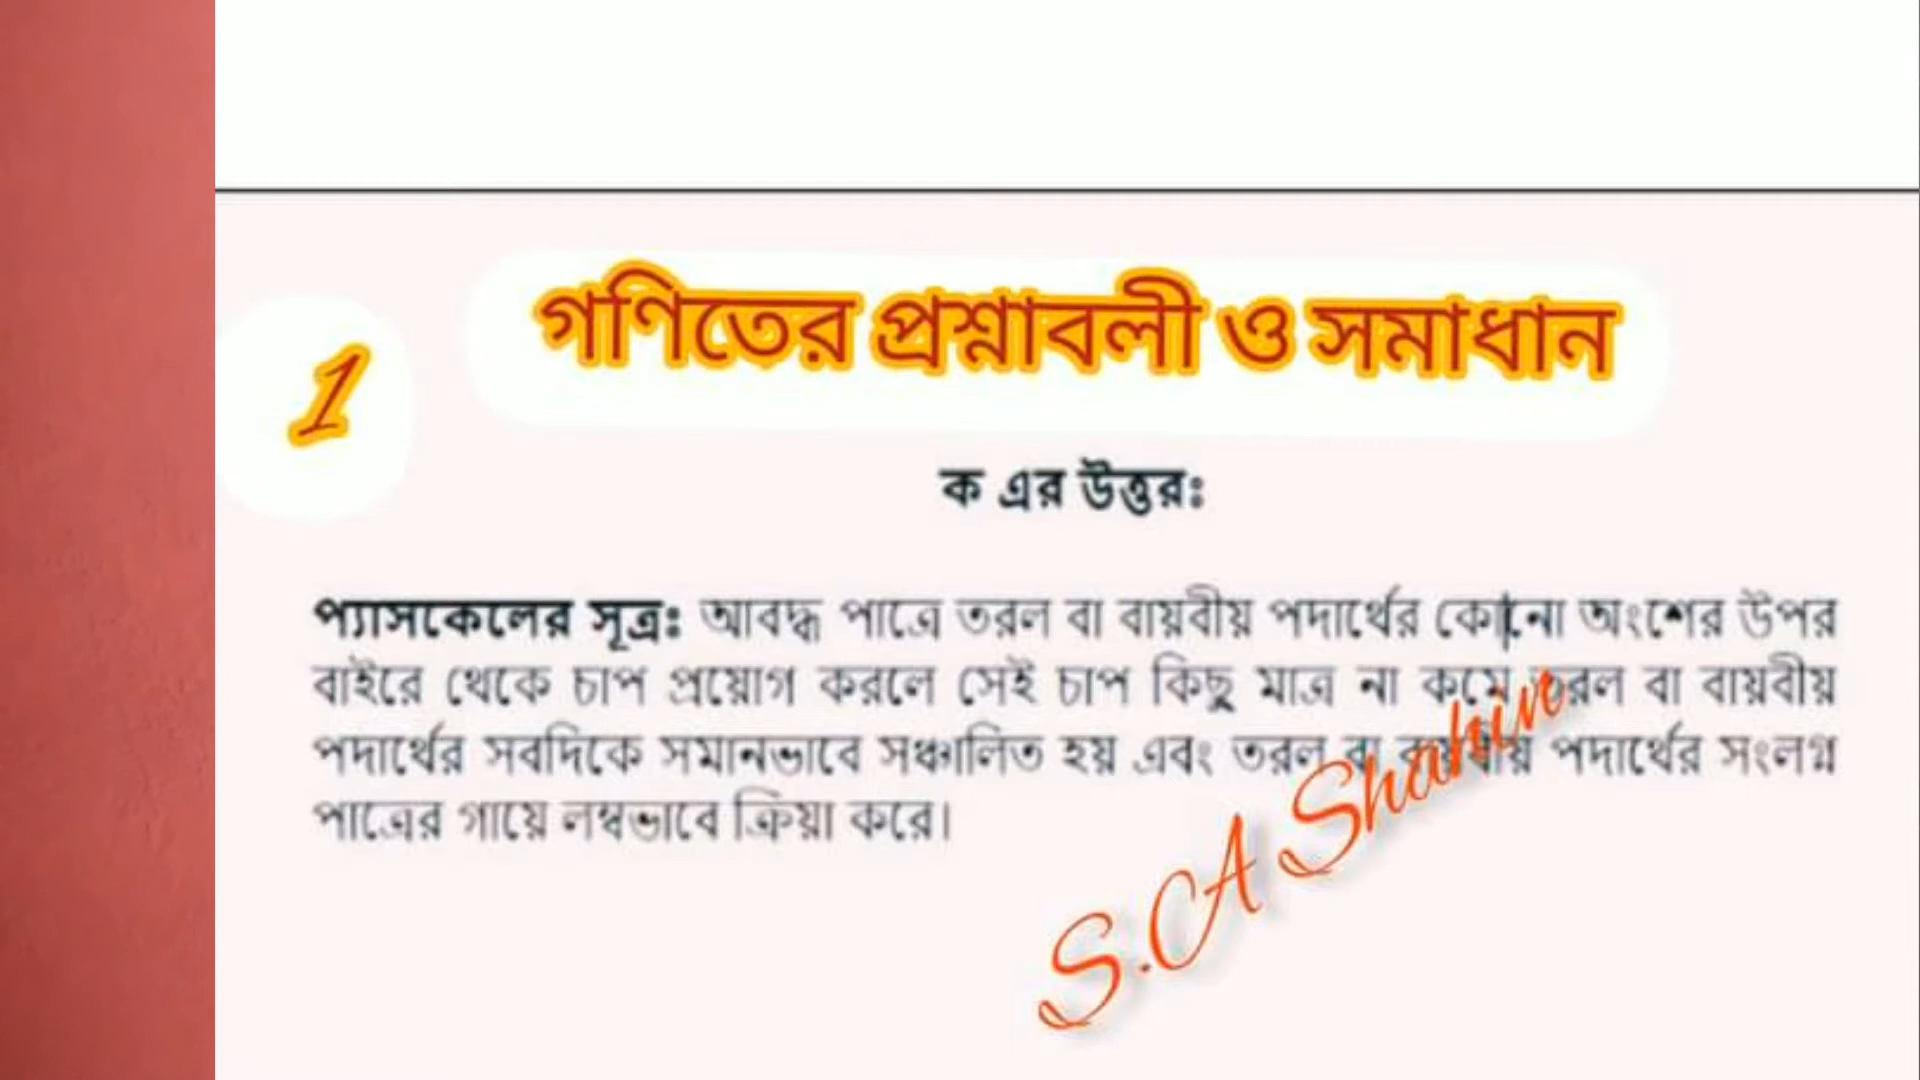 গণিতের প্রশ্নাবলী ও সমাধান
1
ক এর উত্তরঃ
প্যাসকেলের সূত্রঃ আবদ্ধ পাত্রে তরল বা বায়বীয় পদার্থের কোনো অংশের উপর
বাইরে থেকে চাপ প্রয়োগ করলে সেই চাপ কিছু মাত্র না কমে তরল বা বায়বীয়
পদার্থের সবদিকে সমানভাবে সঞ্চালিত হয় এবং তরল বা বায়বীয় পদার্থের সংলগ্ন
পাত্রের গায়ে লম্বভাবে ক্রিয়া করে।
S.A Shahin